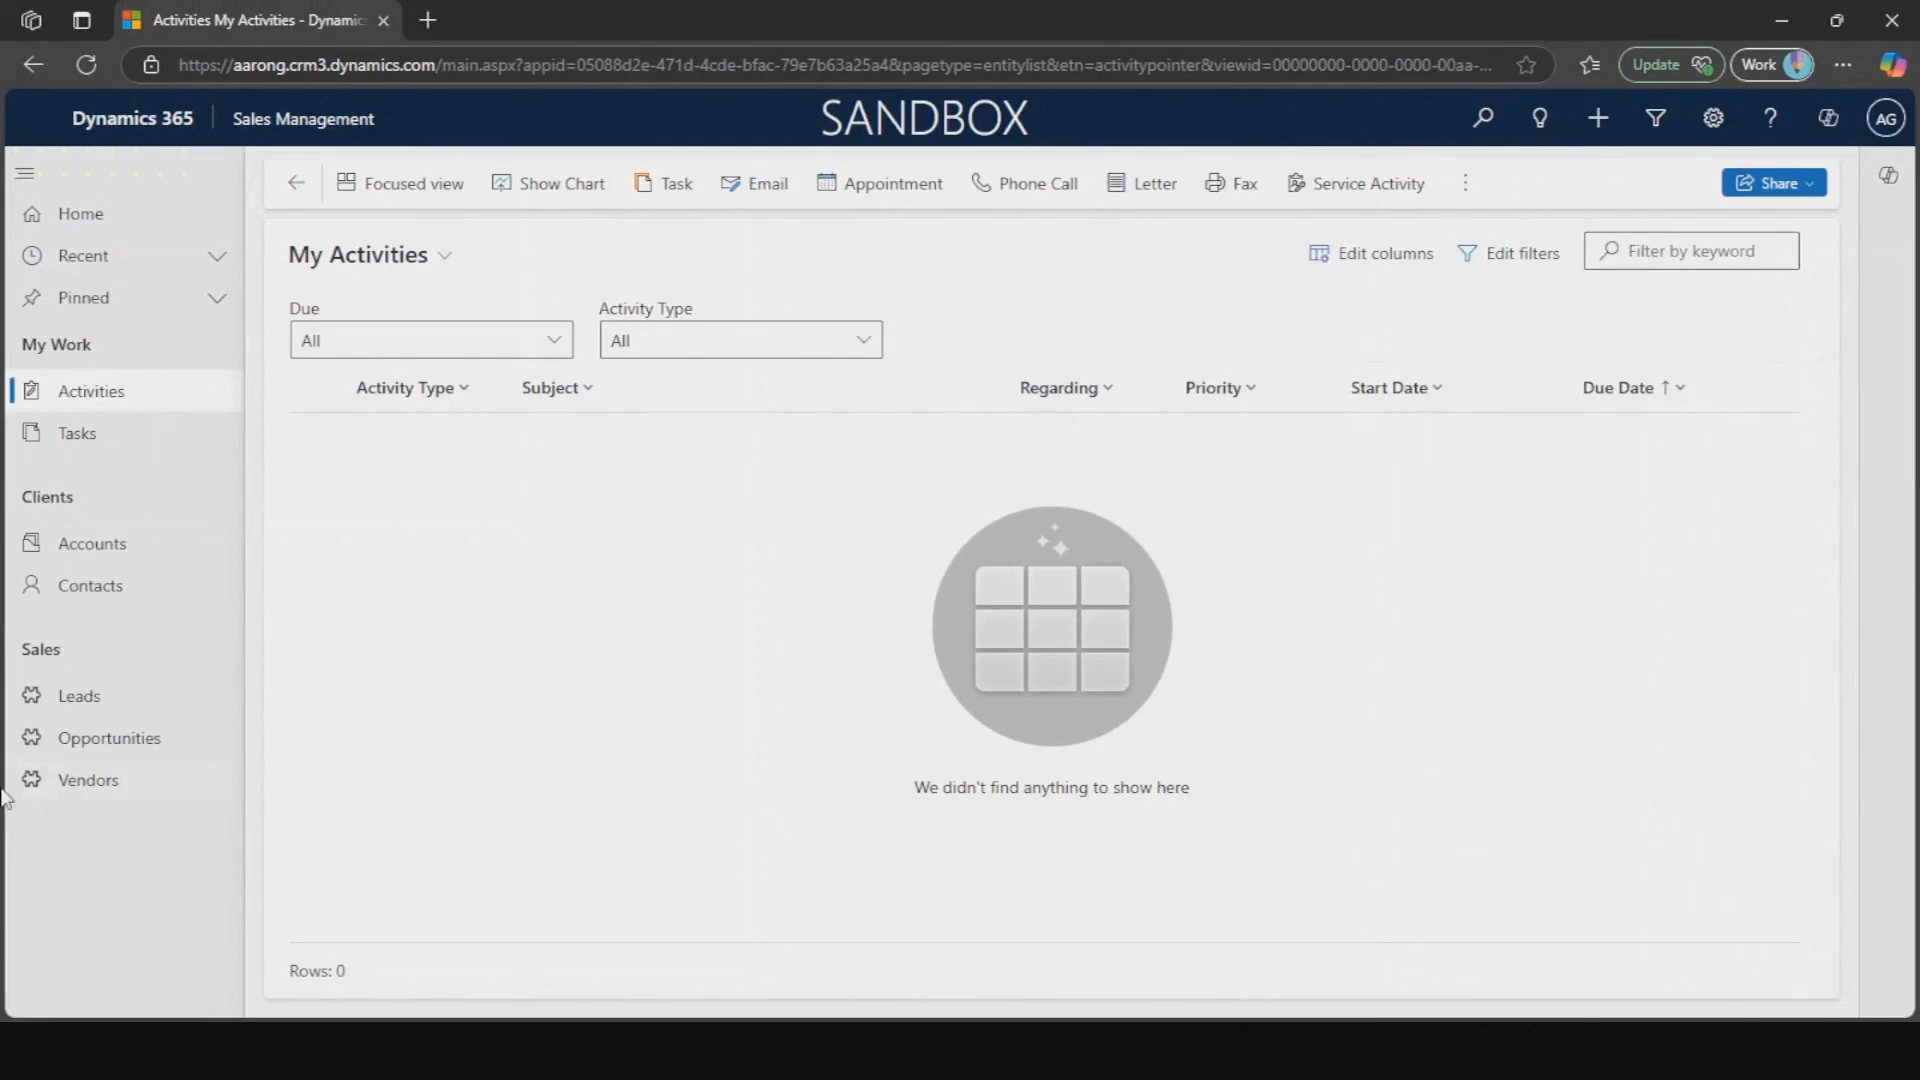 Activities My Activities - Dynamic
https://aarong.crm3.dynamics.com/main.aspx?appid=05088d2e-471d-4cde-bfac-79e7b63a25a4&pagetype=entitylist&etn=activitypointer&viewid=00000000-0000-0000-00aa-...
Update
Work
Dynamics 365
Sales Management
SANDBOX
AG
Focused view
Show Chart
Task
Email
Appointment
Phone Call
Letter
Fax
Service Activity
Share
Home
Recent
Pinned
My Work
Activities
Tasks
Clients
Accounts
Contacts
Sales
Leads
Opportunities
Vendors
My Activities
Edit columns
Edit filters
Filter by keyword
Due
Activity Type
All
All
Activity Type
Subject
Regarding
Priority
Start Date
Due Date ↑
We didn't find anything to show here
Rows: 0